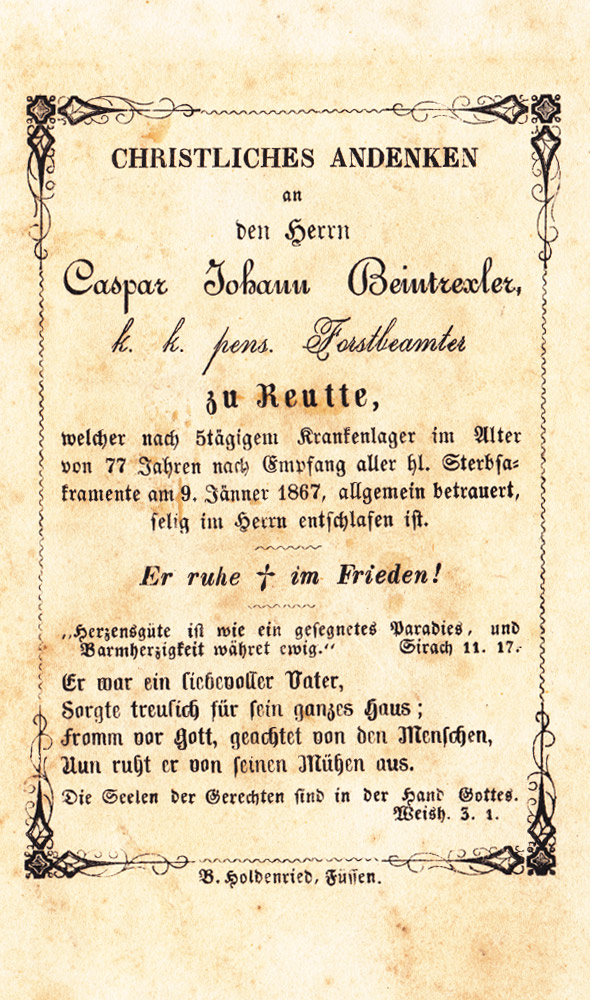 CHRISTLICHES ANDENKEN
an
den Herrn
Caspar Johann Beintrexler,
k. k. pens. Forstbeamter
zu Reutte,
welcher nach 5tägigem Krankenlager im Alter
von 77 Jahren nach Empfang aller hl. Sterbsa-
kramente am 9. Jänner 1867, allgemein betrauert,
selig im Herrn entschlafen ist.
Er ruhe † im Frieden!
„Herzensgüte ist wie ein gesegnetes Paradies, und
Barmherzigkeit währet ewig.“ Sirach 11. 17.
Er war ein liebevoller Vater,
Sorgte treulich für sein ganzes Haus;
Fromm vor Gott, geachtet von den Menschen,
Nun ruht er von seinen Mühen aus.
Die Seelen der Gerechten sind in der Hand Gottes.
Weish. 3. 1.
B. Holdenried, Füssen.